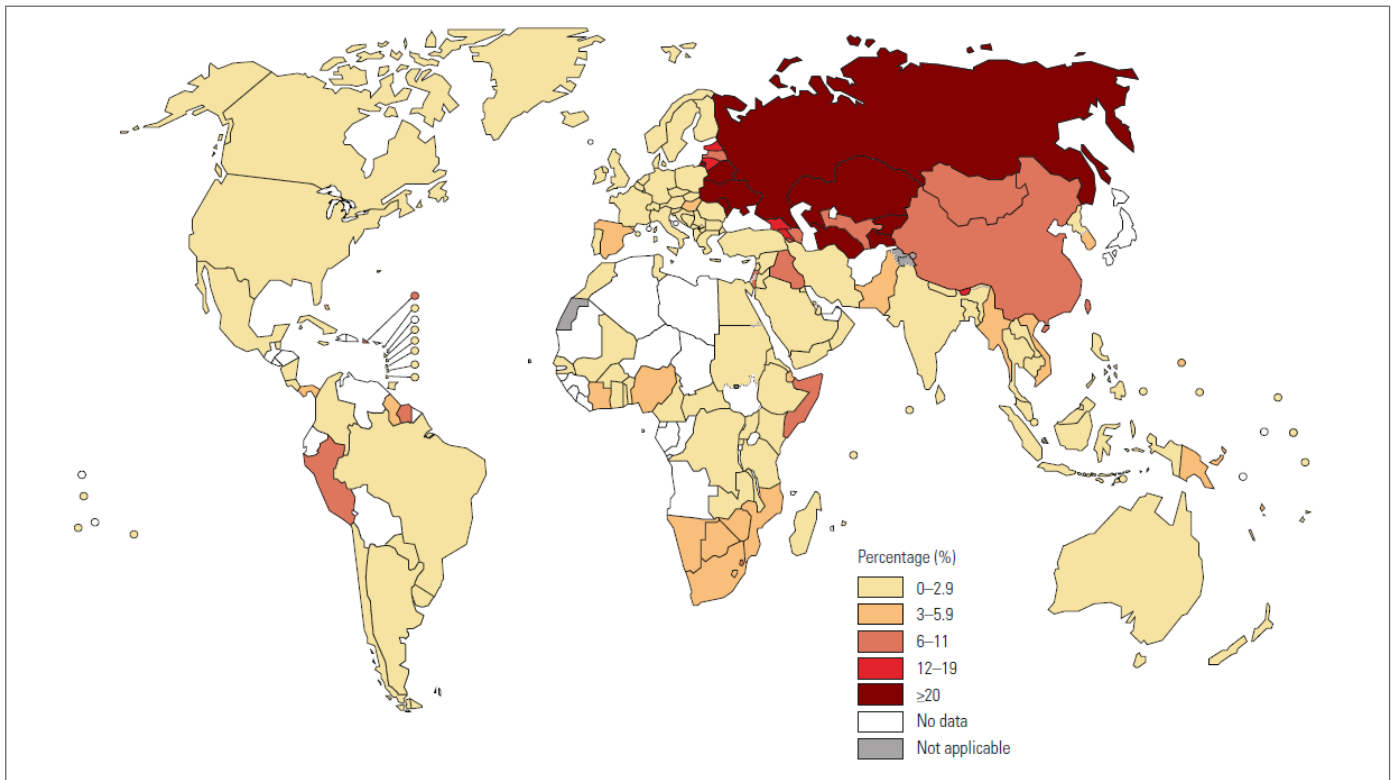 Percentage (%)
0–2.9
3–5.9
6–11
12–19
≥20
No data
Not applicable